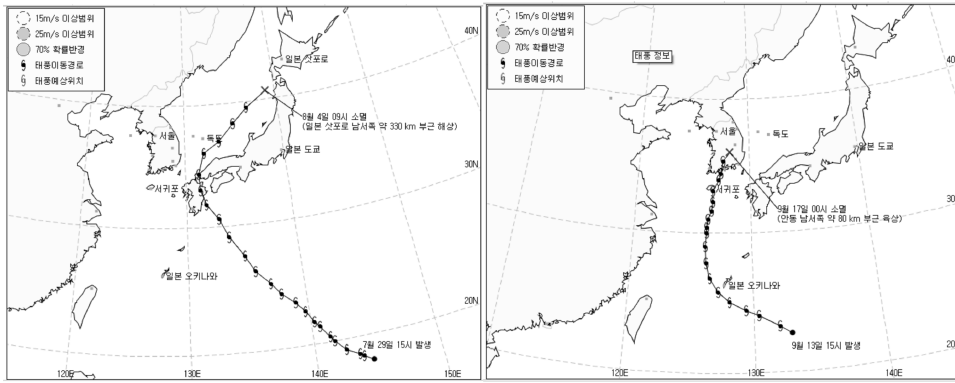 15m/s 이상범위
25m/s 이상범위
70% 확률반경
태풍이동경로
태풍예상위치
40N
일본 삿포로
8월 4일 09시 소멸
(일본 삿포로 남서쪽 약 330 km 부근 해상)
서울
독도
일본 도쿄
30N
서귀포
일본 오키나와
20N
7월 29일 15시 발생
120E
130E
140E
150E
15m/s 이상범위
25m/s 이상범위
70% 확률반경
태풍이동경로
태풍예상위치
태풍 정보
40
서울
독도
일본 도쿄
서귀포
30
9월 17일 00시 소멸
(안동 남서쪽 약 80 km 부근 육상)
일본 오키나와
9월 13일 15시 발생
20
120E
130E
140E